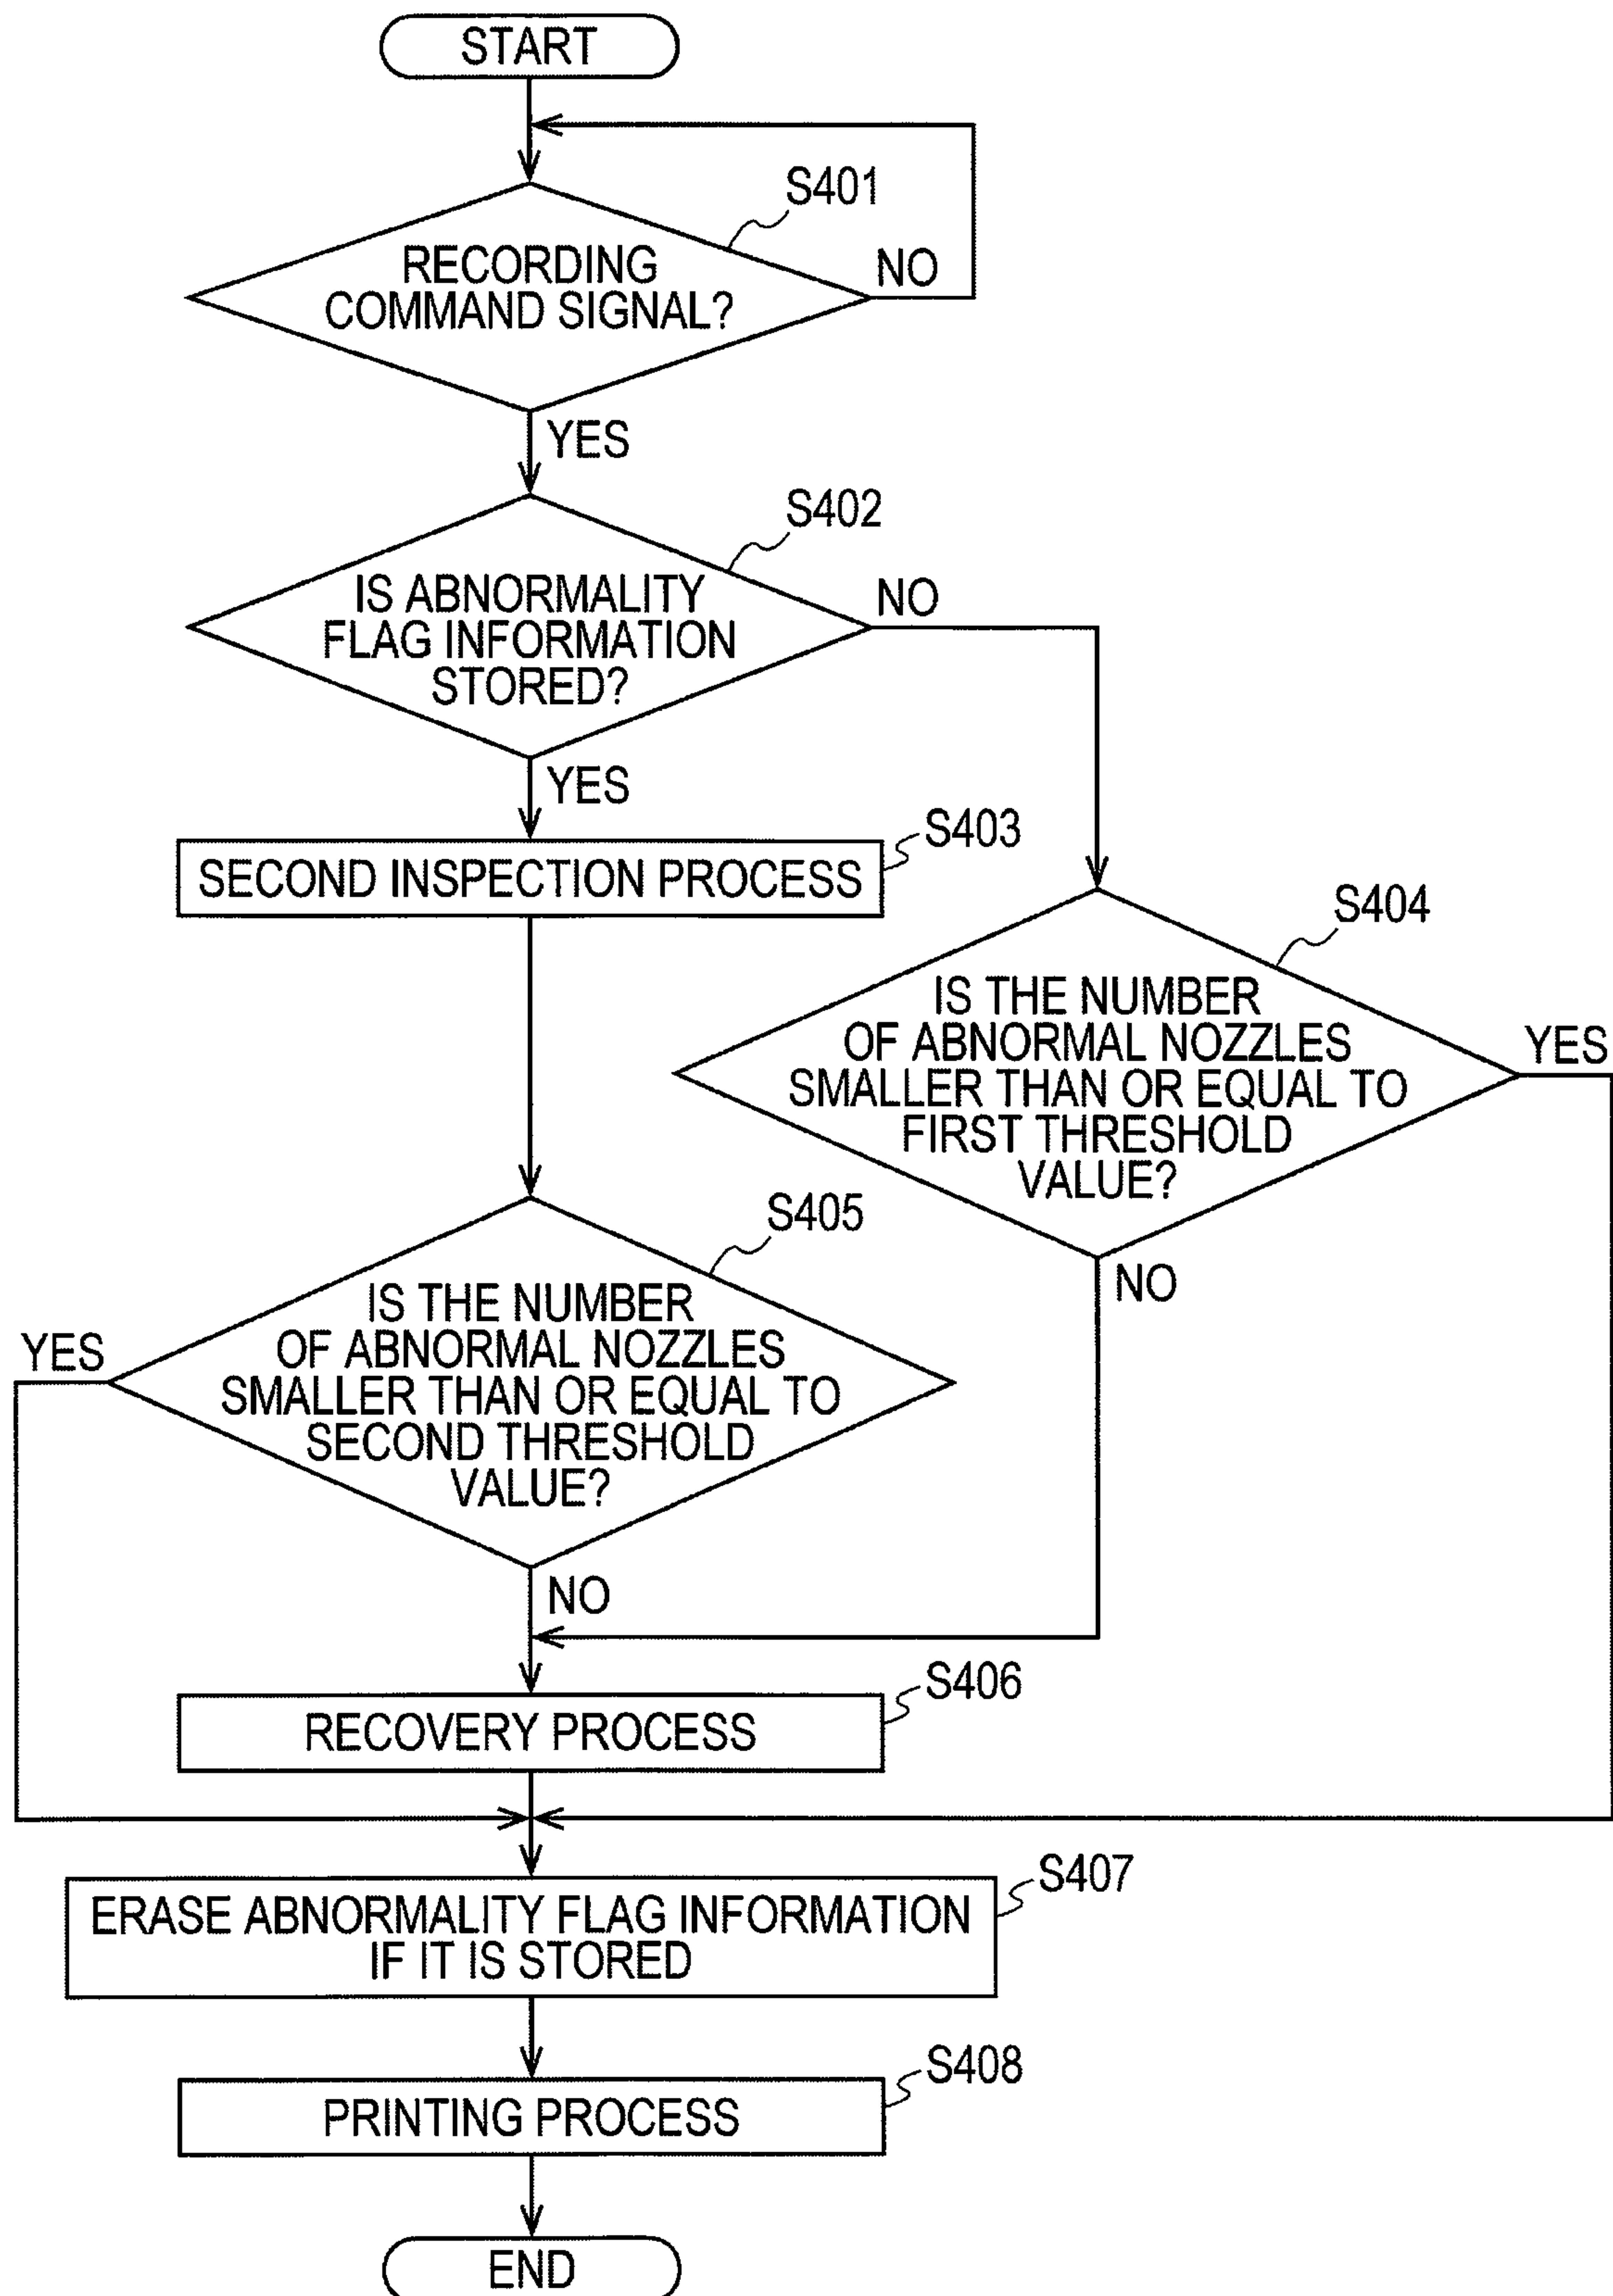 START
S401
RECORDING
COMMAND SIGNAL?
NO
YES
S402
IS ABNORMALITY
FLAG INFORMATION
STORED?
NO
YES
S403
SECOND INSPECTION PROCESS
S404
IS THE NUMBER
OF ABNORMAL NOZZLES
SMALLER THAN OR EQUAL TO
FIRST THRESHOLD
VALUE?
YES
NO
S405
IS THE NUMBER
OF ABNORMAL NOZZLES
SMALLER THAN OR EQUAL TO
SECOND THRESHOLD
VALUE?
YES
NO
S406
RECOVERY PROCESS
S407
ERASE ABNORMALITY FLAG INFORMATION
IF IT IS STORED
S408
PRINTING PROCESS
END